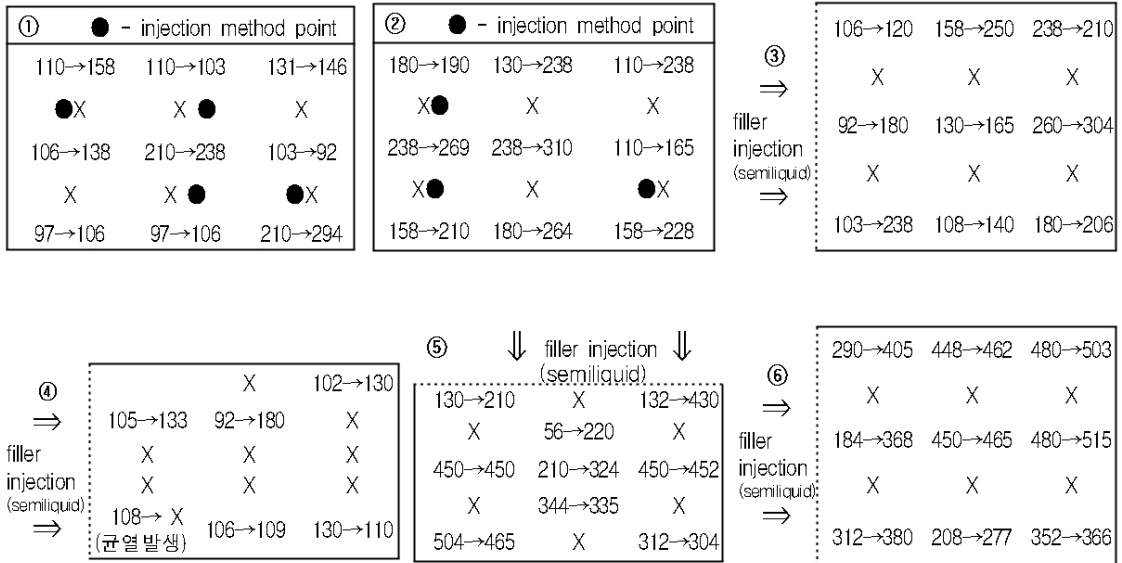 ① ● - injection method point
110→158 110→103 131→146
●X X ● X
106→138 210→238 103→92
X X ● ●X
97→106 97→106 210→294
② ● - injection method point
180→190 130→238 110→238
X● X X
238→269 238→310 110→165
X● X ●X
158→210 180→264 158→228
③
⇒
filler
injection
(semiliquid)
⇒
106→120 158→250 238→210
X X X
92→180 130→165 260→304
X X X
103→238 108→140 180→206
④
⇒
filler
injection
(semiliquid)
⇒
X 102→130
105→133 92→180 X
X X X
X X X
108→ X 106→109 130→110
(균열발생)
⑤ ⇓ filler injection ⇓
(semiliquid)
130→210 X 132→430
X 56→220 X
450→450 210→324 450→452
X 344→335 X
504→465 X 312→304
⑥
⇒
filler
injection
(semiliquid)
⇒
290→405 448→462 480→503
X X X
184→368 450→465 480→515
X X X
312→380 208→277 352→366